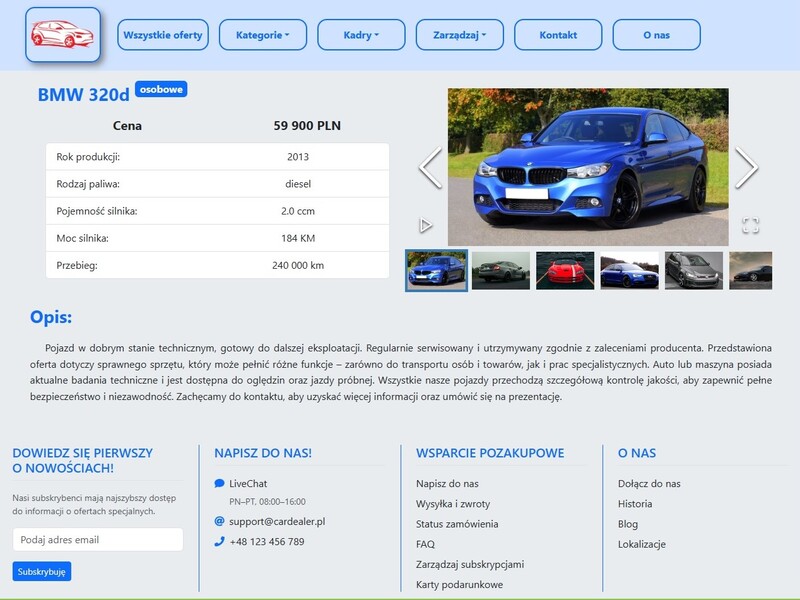 Wszystkie oferty
Kategorie
Kadry
Zarządzaj
Kontakt
O nas
BMW 320d osobowe
Cena 59 900 PLN
Rok produkcji: 2013
Rodzaj paliwa: diesel
Pojemność silnika: 2.0 ccm
Moc silnika: 184 KM
Przebieg: 240 000 km
Opis:
Pojazd w dobrym stanie technicznym, gotowy do dalszej eksploatacji. Regularnie serwisowany i utrzymywany zgodnie z zaleceniami producenta. Przedstawiona
oferta dotyczy sprawnego sprzętu, który może pełnić różne funkcje – zarówno do transportu osób i towarów, jak i prac specjalistycznych. Auto lub maszyna posiada
aktualne badania techniczne i jest dostępna do oględzin oraz jazdy próbnej. Wszystkie nasze pojazdy przechodzą szczegółową kontrolę jakości, aby zapewnić pełne
bezpieczeństwo i niezawodność. Zachęcamy do kontaktu, aby uzyskać więcej informacji oraz umówić się na prezentację.
DOWIEDZ SIĘ PIERWSZY
O NOWOŚCIACH!
Nasi subskrybenci mają najszybszy dostęp
do informacji o ofertach specjalnych.
Podaj adres email
Subskrybuję
NAPISZ DO NAS!
LiveChat
PN–PT, 08:00–16:00
support@cardealer.pl
+48 123 456 789
WSPARCIE POZAKUPOWE
Napisz do nas
Wysyłka i zwroty
Status zamówienia
FAQ
Zarządzaj subskrypcjami
Karty podarunkowe
O NAS
Dołącz do nas
Historia
Blog
Lokalizacje